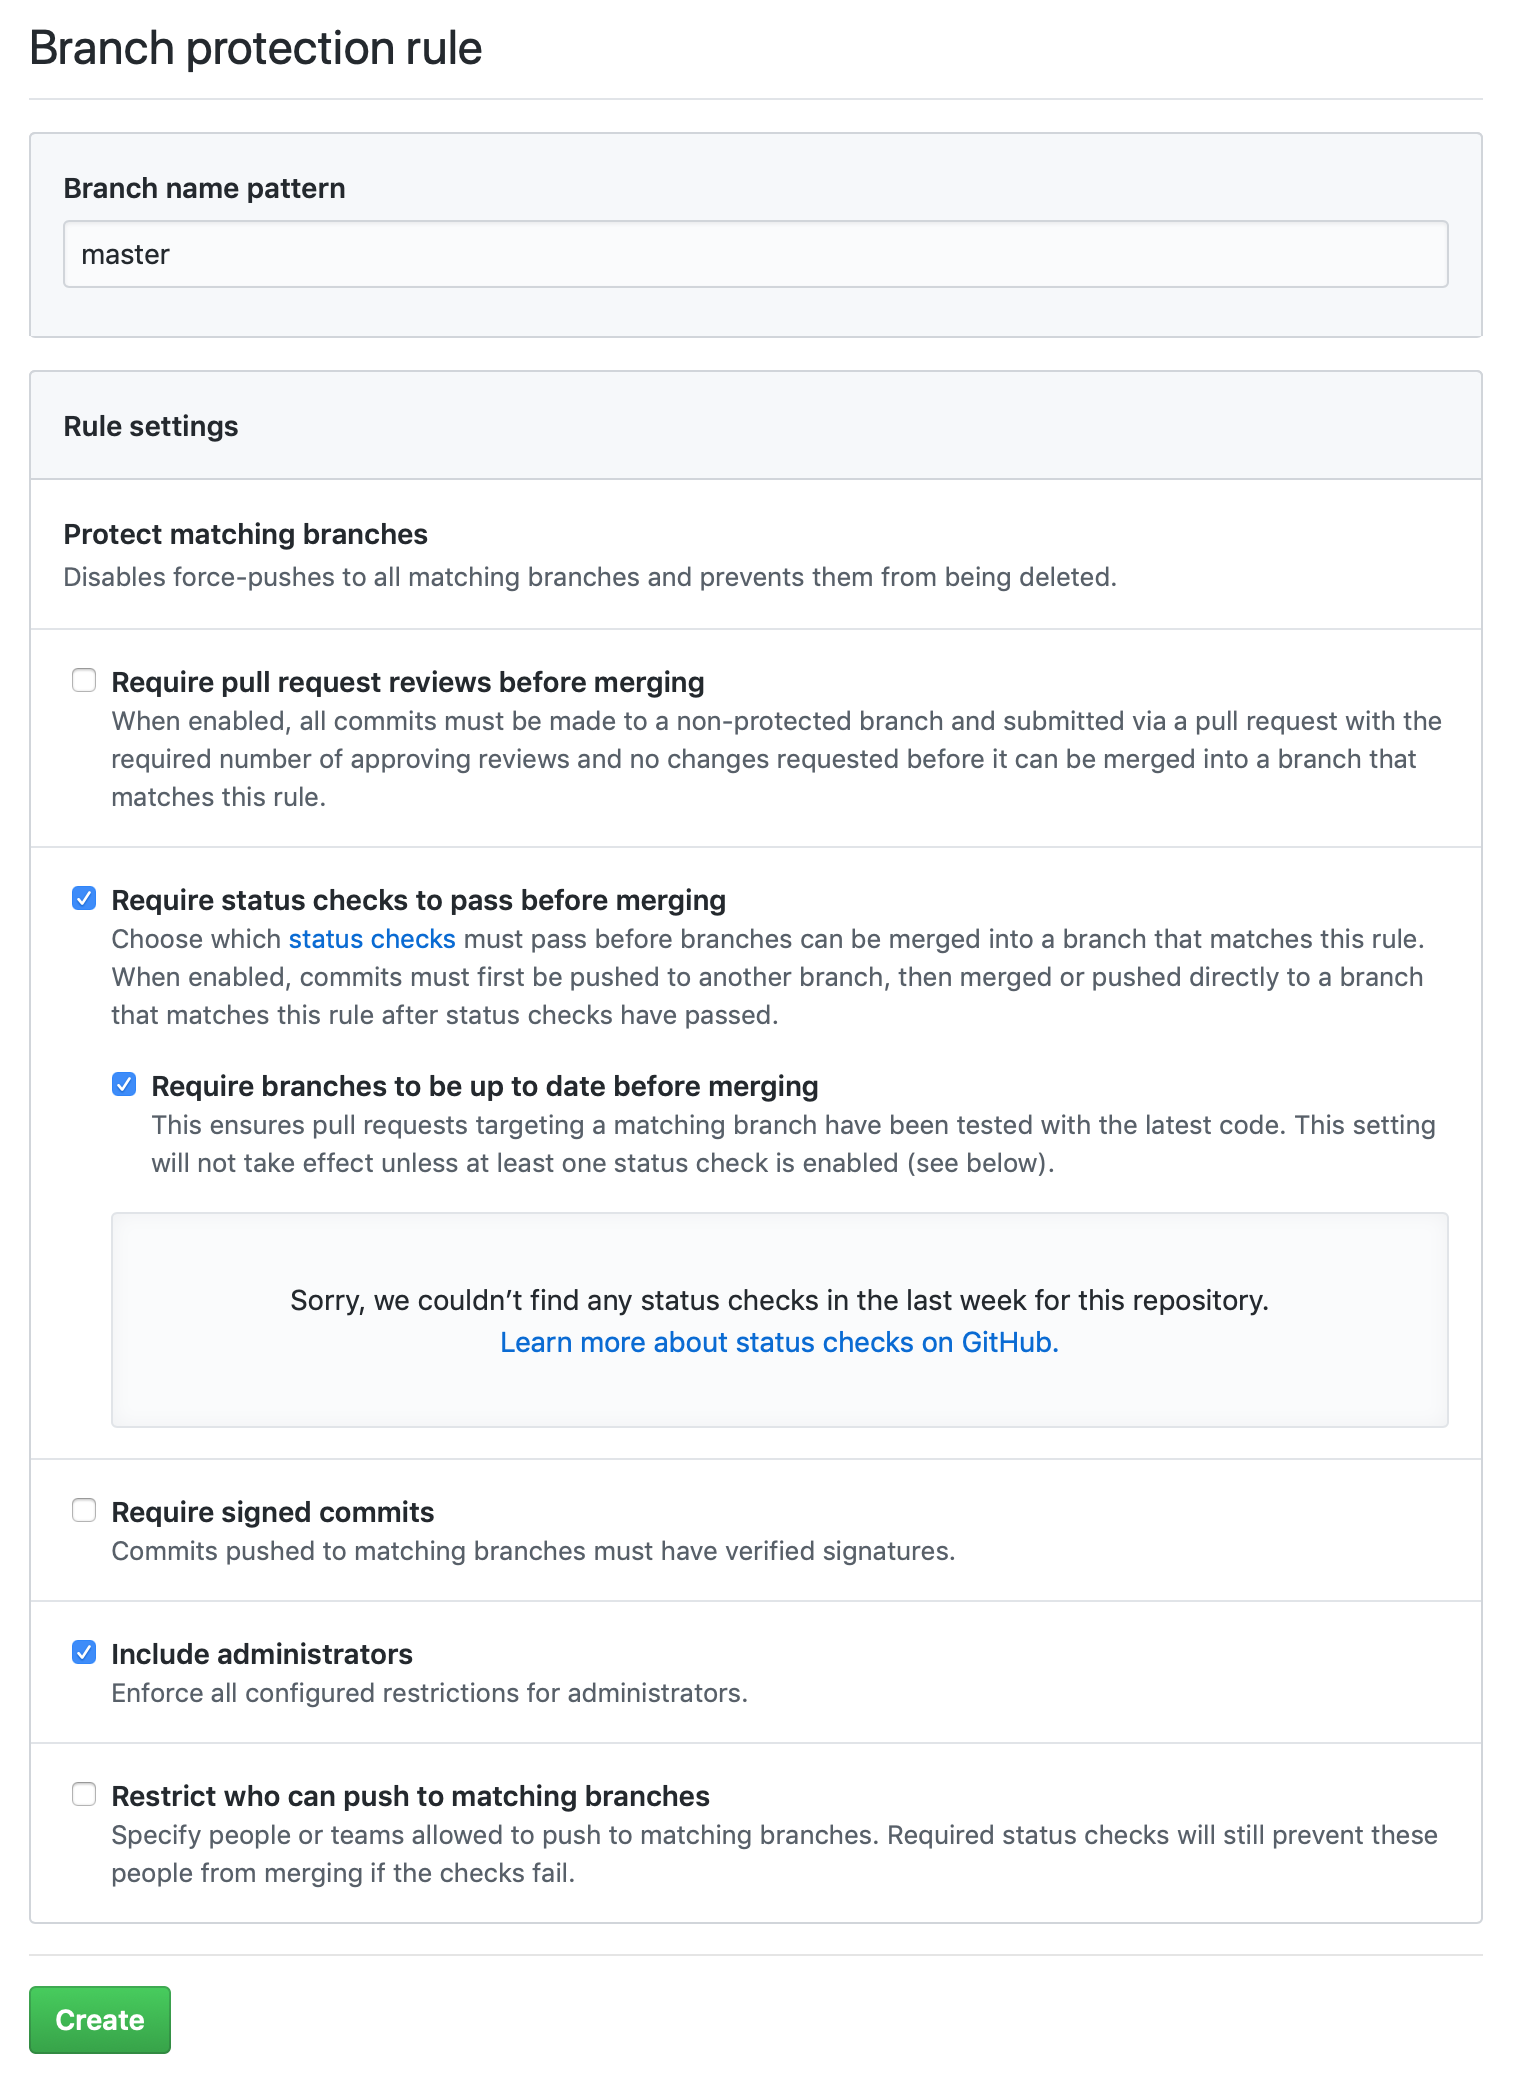 Branch protection rule
Branch name pattern
master
Rule settings
Protect matching branches
Disables force-pushes to all matching branches and prevents them from being deleted.
Require pull request reviews before merging
When enabled, all commits must be made to a non-protected branch and submitted via a pull request with the
required number of approving reviews and no changes requested before it can be merged into a branch that
matches this rule.
Require status checks to pass before merging
Choose which status checks must pass before branches can be merged into a branch that matches this rule.
When enabled, commits must first be pushed to another branch, then merged or pushed directly to a branch
that matches this rule after status checks have passed.
Require branches to be up to date before merging
This ensures pull requests targeting a matching branch have been tested with the latest code. This setting
will not take effect unless at least one status check is enabled (see below).
Sorry, we couldn’t find any status checks in the last week for this repository.
Learn more about status checks on GitHub.
Require signed commits
Commits pushed to matching branches must have verified signatures.
Include administrators
Enforce all configured restrictions for administrators.
Restrict who can push to matching branches
Specify people or teams allowed to push to matching branches. Required status checks will still prevent these
people from merging if the checks fail.
Create